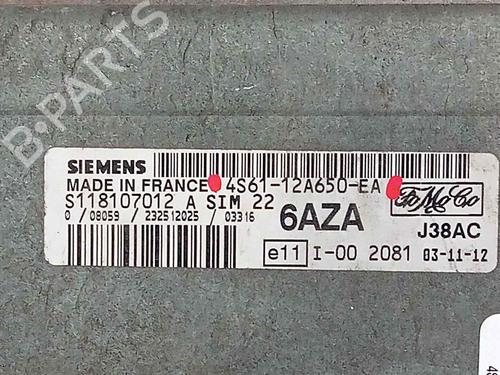 B-PARTS
SIEMENS
MADE IN FRANCE 4S61-12A650-EA
S118107012 A SIM 22
0 / 08059 / 232512025 / 03316
6AZA
FoMoCo
J38AC
e11 I-00 2081 03-11-12